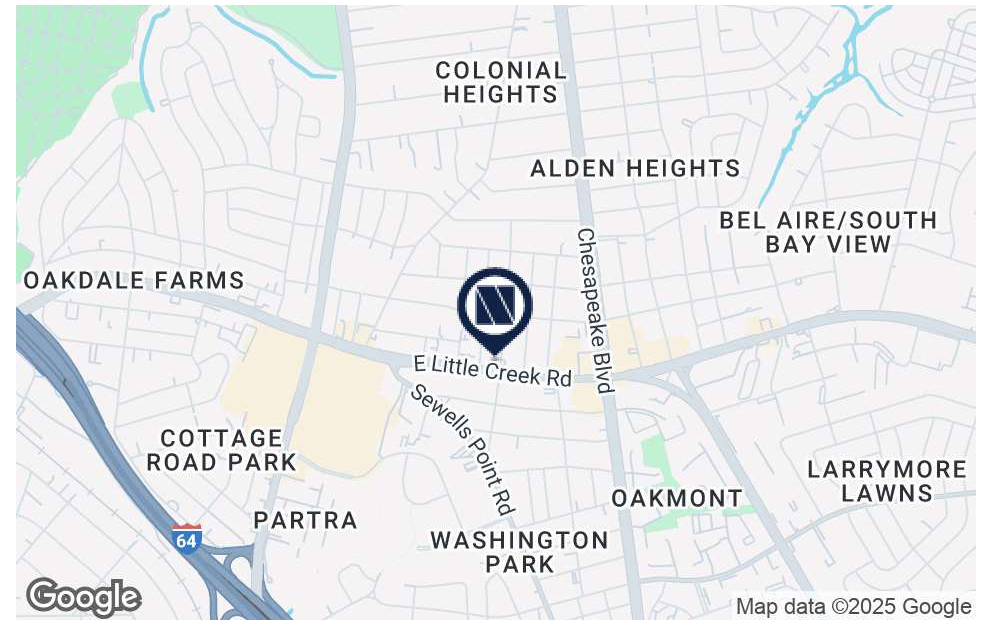 COLONIAL
HEIGHTS
ALDEN HEIGHTS
BEL AIRE/SOUTH
BAY VIEW
OAKDALE FARMS
Chesapeake Blvd
E Little Creek Rd
Sewells Point Rd
COTTAGE
ROAD PARK
LARRYMORE
LAWNS
OAKMONT
PARTRA
WASHINGTON
PARK
64
Google
Map data ©2025 Google